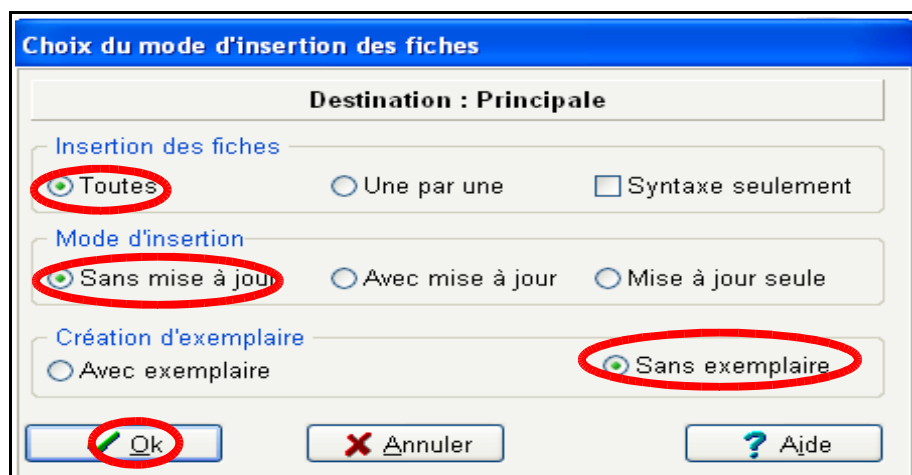 Choix du mode d'insertion des fiches
Destination : Principale
Insertion des fiches
Toutes Une par une Syntaxe seulement
Mode d'insertion
Sans mise à jour Avec mise à jour Mise à jour seule
Création d'exemplaire
Avec exemplaire Sans exemplaire
Ok Annuler Aide